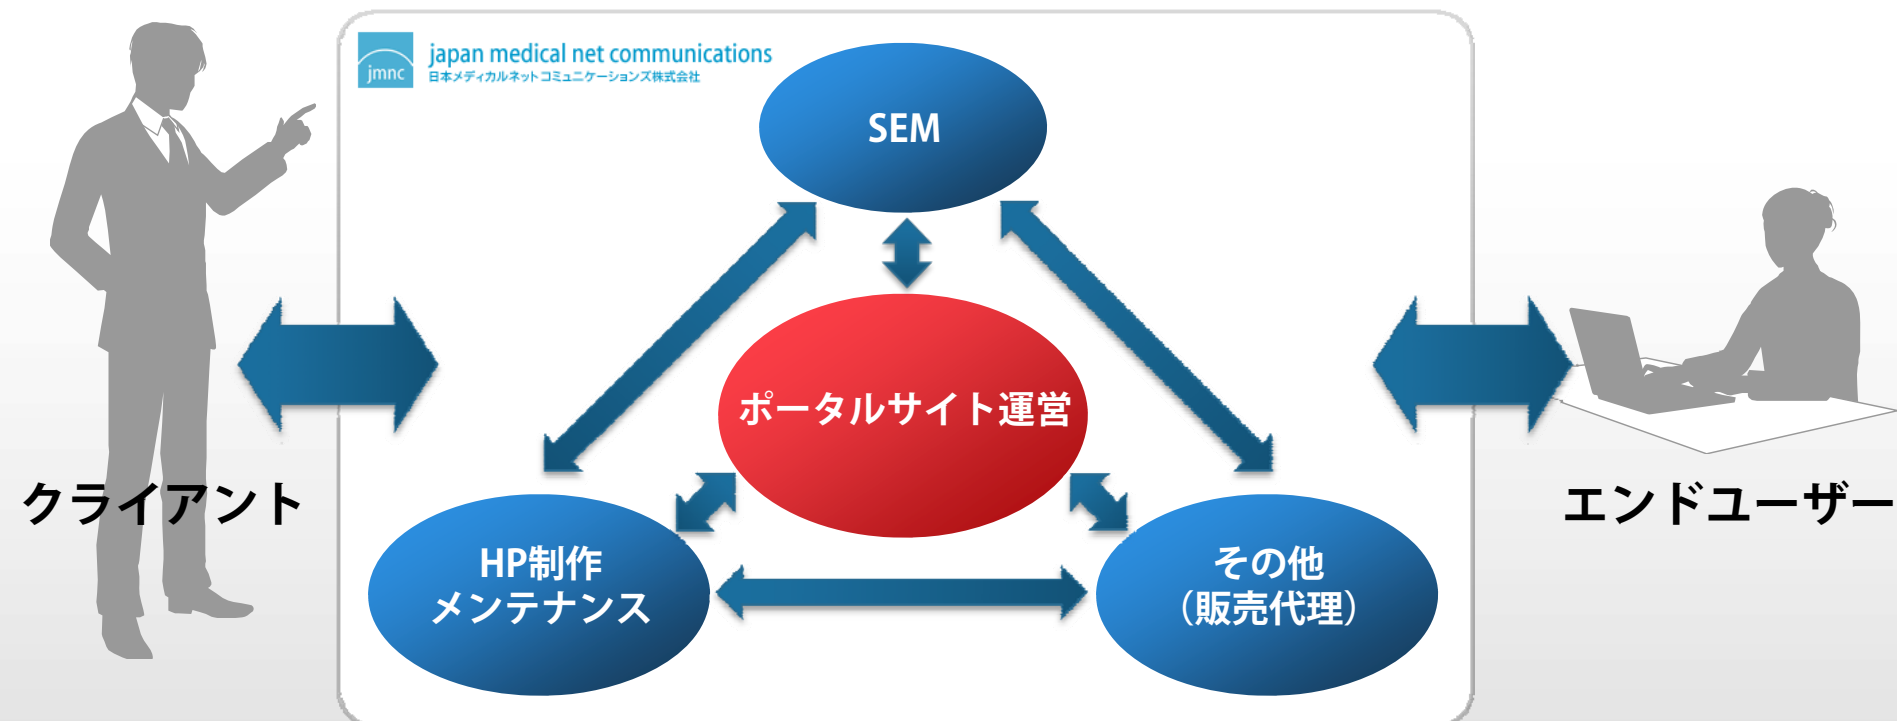 jmnc
japan medical net communications
日本メディカルネットコミュニケーションズ株式会社
SEM
ポータルサイト運営
クライアント
エンドユーザー
HP制作
メンテナンス
その他
（販売代理）